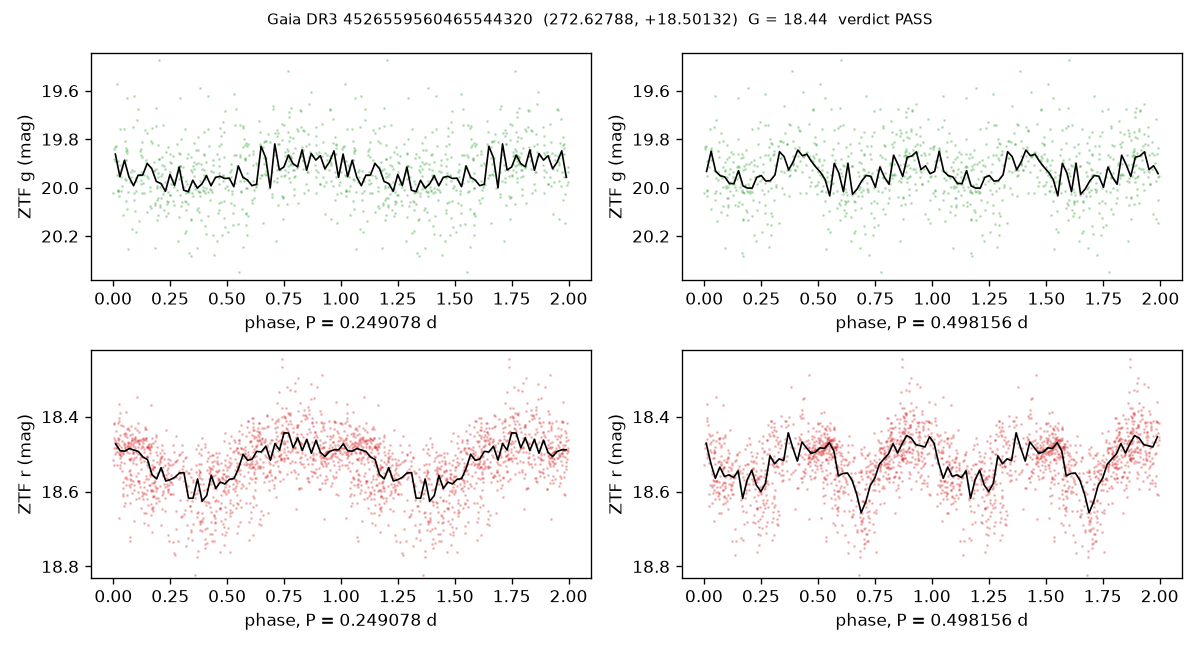 Gaia DR3 4526559560465544320  (272.62788, +18.50132)  G = 18.44  verdict PASS
ZTF g (mag)
19.6
19.8
20.0
20.2
0.00 0.25 0.50 0.75 1.00 1.25 1.50 1.75 2.00
phase, P = 0.249078 d
ZTF g (mag)
19.6
19.8
20.0
20.2
0.00 0.25 0.50 0.75 1.00 1.25 1.50 1.75 2.00
phase, P = 0.498156 d
ZTF r (mag)
18.4
18.6
18.8
0.00 0.25 0.50 0.75 1.00 1.25 1.50 1.75 2.00
phase, P = 0.249078 d
ZTF r (mag)
18.4
18.6
18.8
0.00 0.25 0.50 0.75 1.00 1.25 1.50 1.75 2.00
phase, P = 0.498156 d